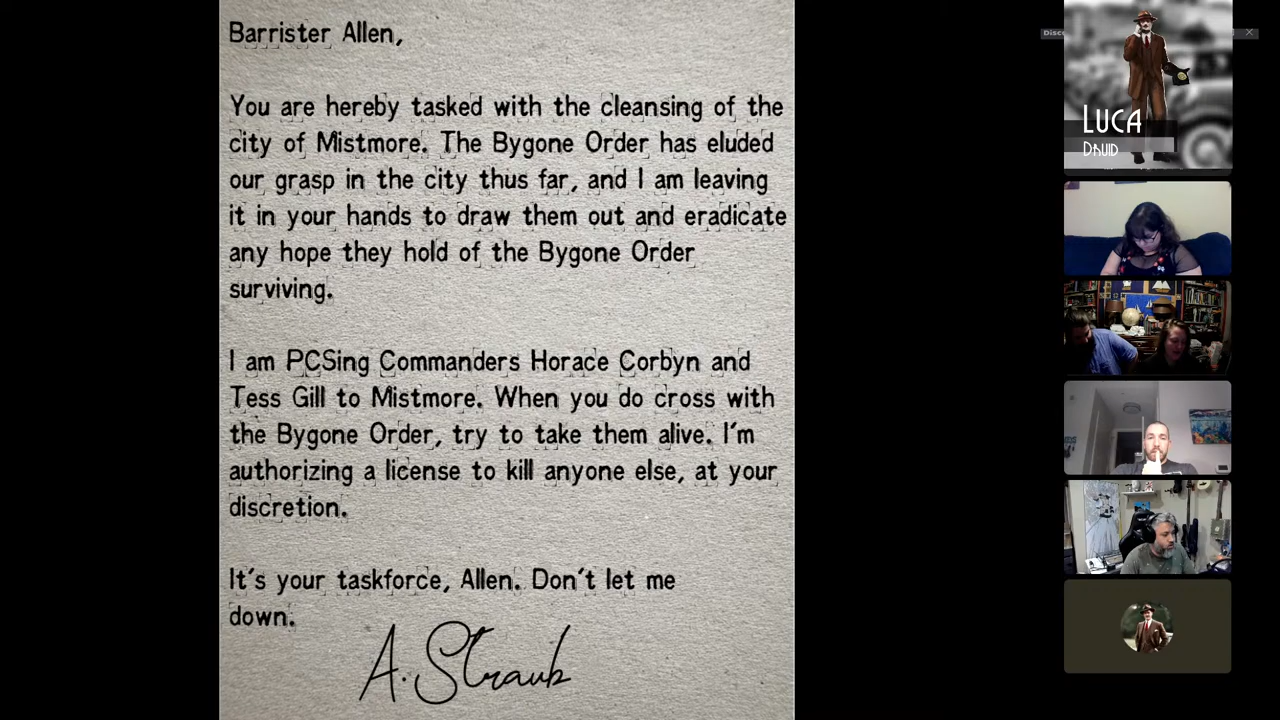 Barrister Allen,
You are hereby tasked with the cleansing of the
city of Mistmore. The Bygone Order has eluded
our grasp in the city thus far, and I am leaving
it in your hands to draw them out and eradicate
any hope they hold of the Bygone Order
surviving.
I am PCSing Commanders Horace Corbyn and
Tess Gill to Mistmore. When you do cross with
the Bygone Order, try to take them alive. I'm
authorizing a license to kill anyone else, at your
discretion.
It's your taskforce, Allen. Don't let me
down.
A. Straub
Disc
LUCA
DAVID